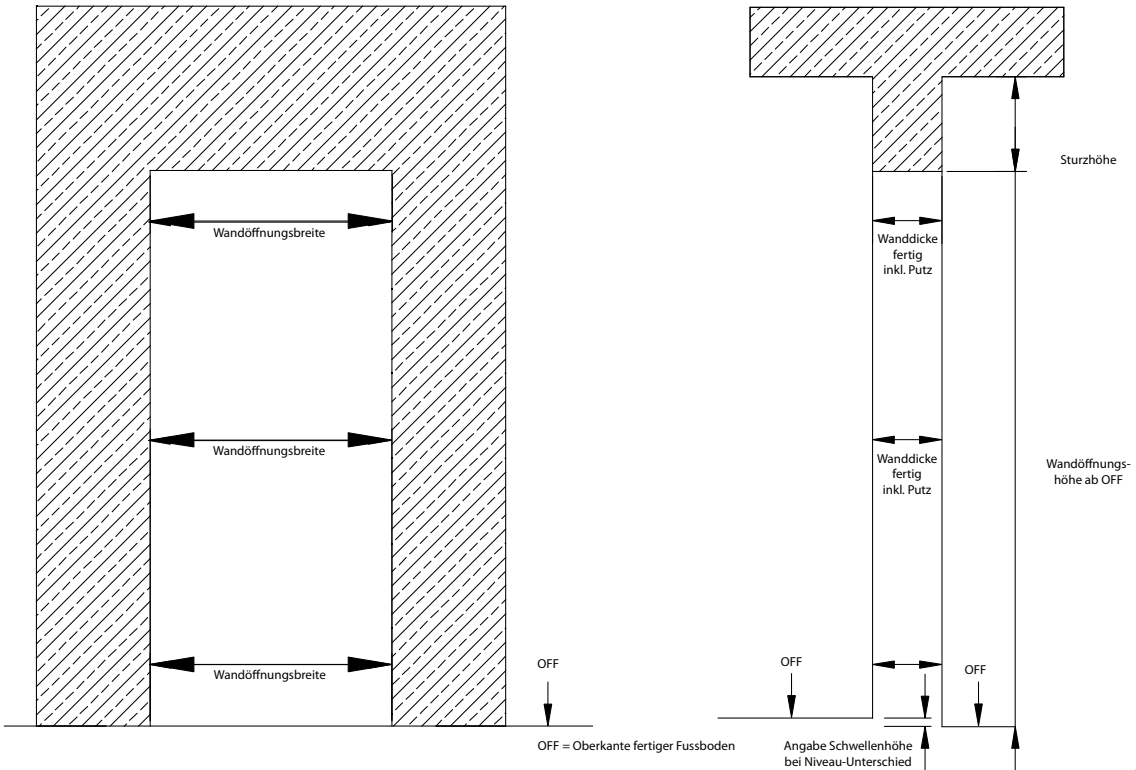 Wandöffnungsbreite
Wandöffnungsbreite
Wandöffnungsbreite
OFF
OFF = Oberkante fertiger Fussboden
Sturzhöhe
Wanddicke
fertig
inkl. Putz
Wanddicke
fertig
inkl. Putz
Wandöffnungs-
höhe ab OFF
OFF
OFF
Angabe Schwellenhöhe
bei Niveau-Unterschied